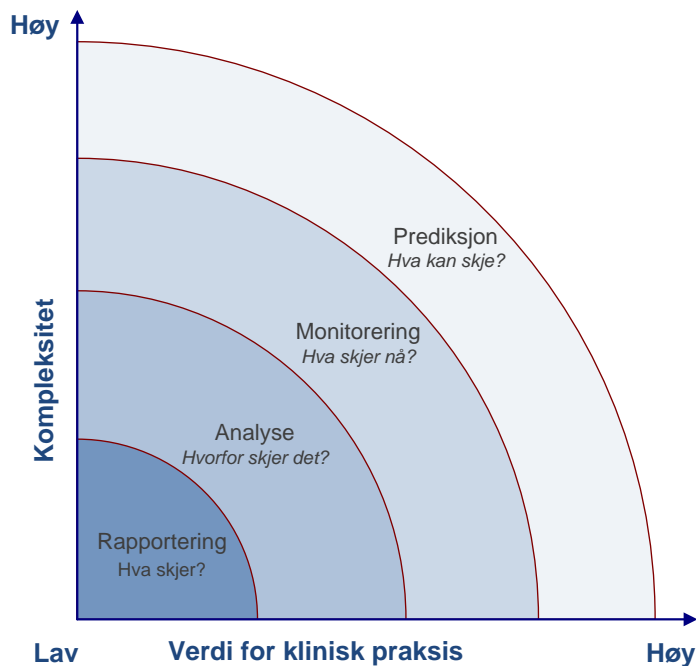 Høy
Prediksjon
Hva kan skje?
Monitorering
Hva skjer nå?
Kompleksitet
Analyse
Hvorfor skjer det?
Rapportering
Hva skjer?
Lav
Verdi for klinisk praksis
Høy